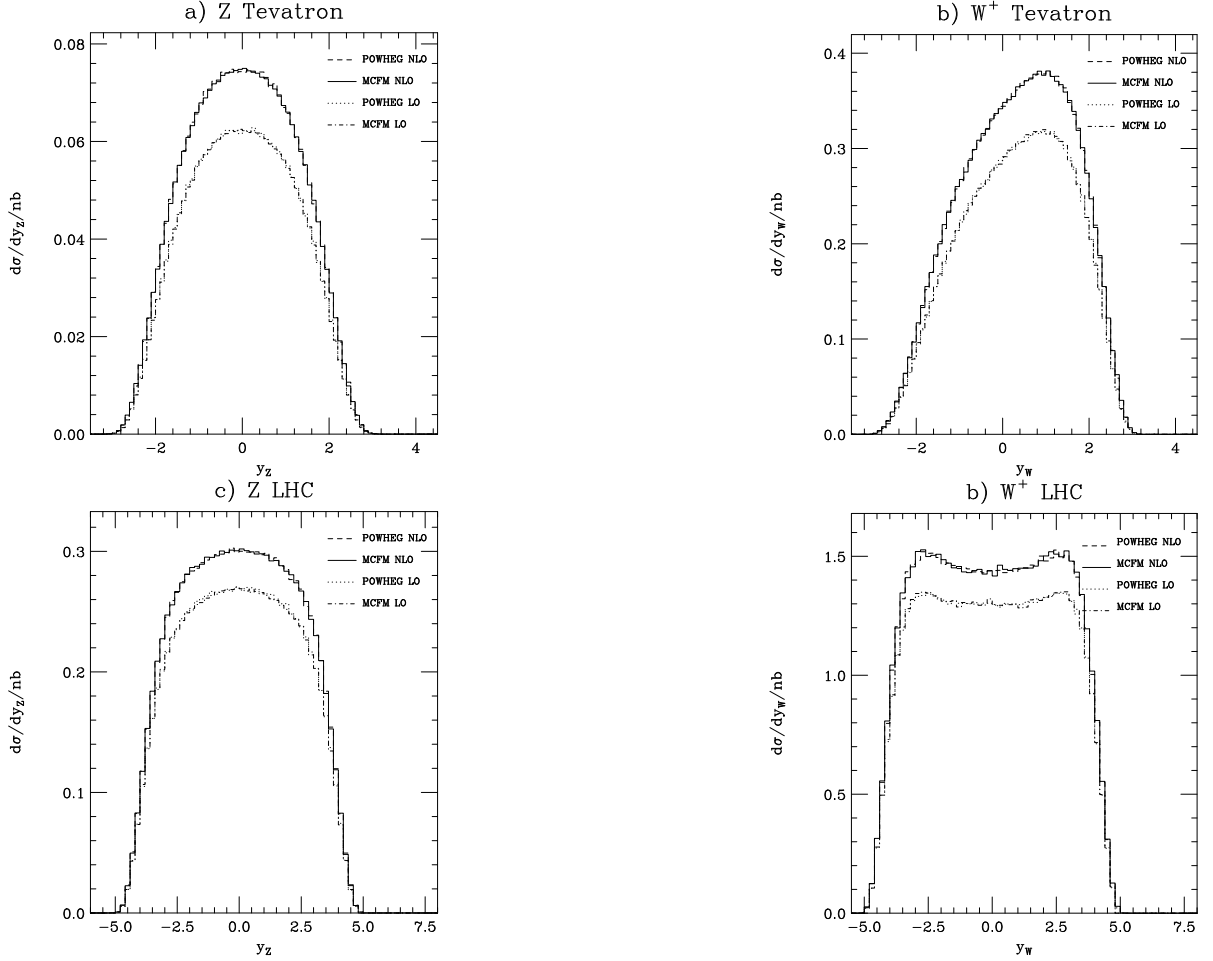 a) Z Tevatron
0.08
0.06
0.04
0.02
0.00
dσ/dy_Z/nb
POWHEG NLO
MCFM NLO
POWHEG LO
MCFM LO
−2
0
2
4
y_Z
b) W⁺ Tevatron
0.4
0.3
0.2
0.1
0.0
dσ/dy_W/nb
POWHEG NLO
MCFM NLO
POWHEG LO
MCFM LO
−2
0
2
4
y_W
c) Z LHC
0.3
0.2
0.1
0.0
dσ/dy_Z/nb
POWHEG NLO
MCFM NLO
POWHEG LO
MCFM LO
−5.0
−2.5
0.0
2.5
5.0
7.5
y_Z
b) W⁺ LHC
1.5
1.0
0.5
0.0
dσ/dy_W/nb
POWHEG NLO
MCFM NLO
POWHEG LO
MCFM LO
−5.0
−2.5
0.0
2.5
5.0
7.5
y_W